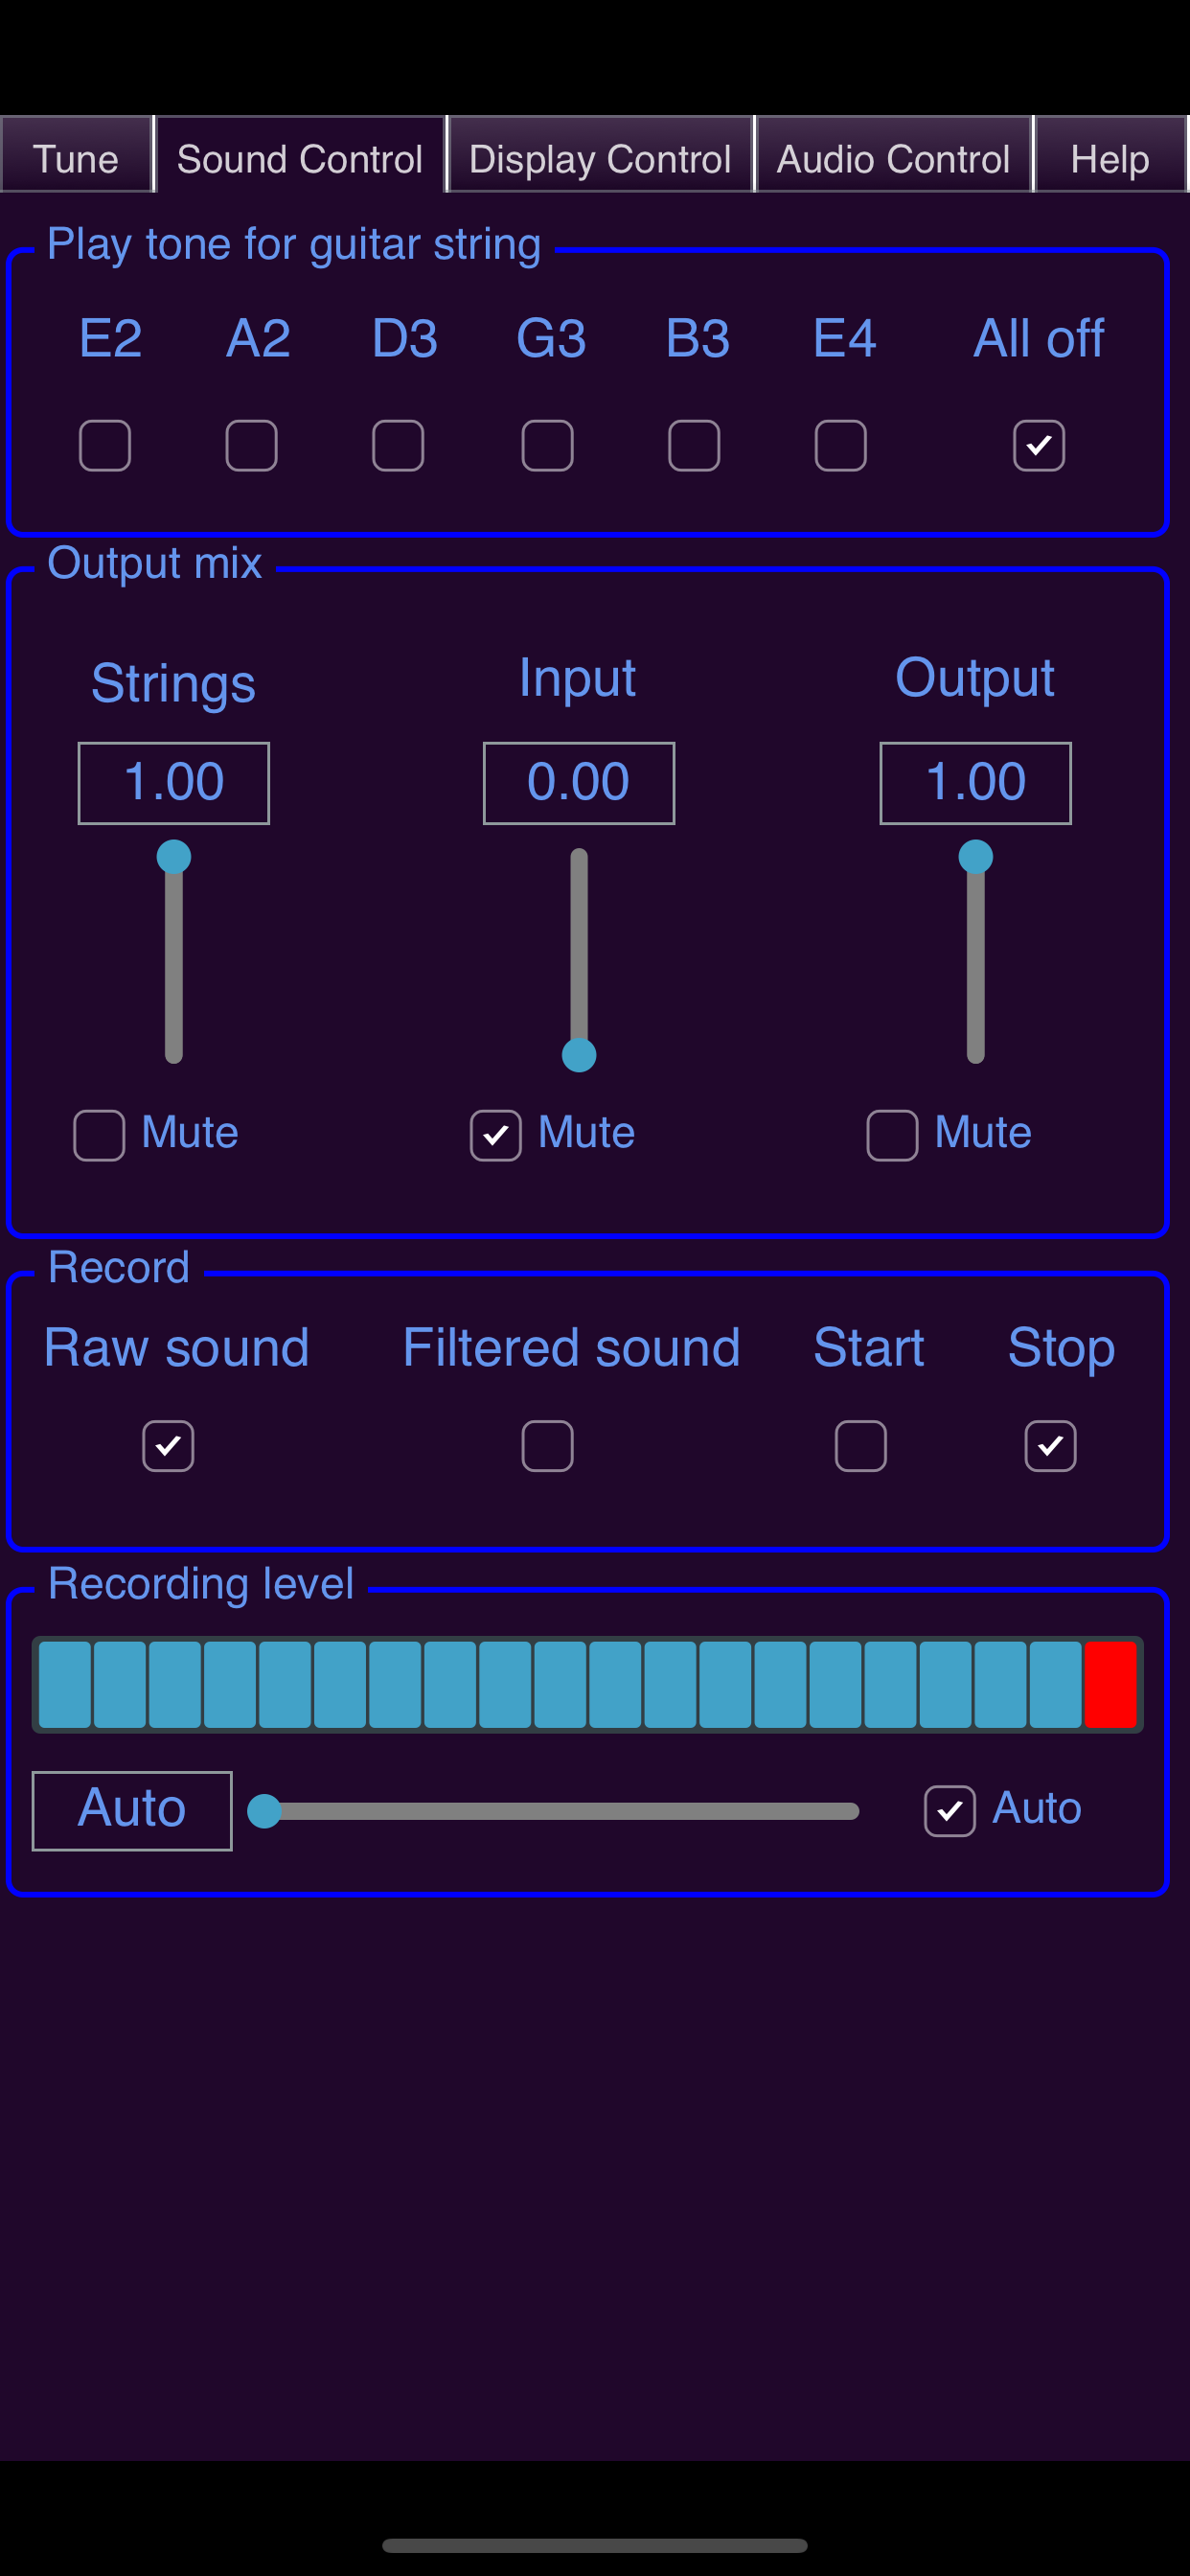 Tune Sound Control Display Control Audio Control Help
Play tone for guitar string
E2 A2 D3 G3 B3 E4 All off
Output mix
Strings Input Output
1.00 0.00 1.00
Mute Mute Mute
Record
Raw sound Filtered sound Start Stop
Recording level
Auto Auto